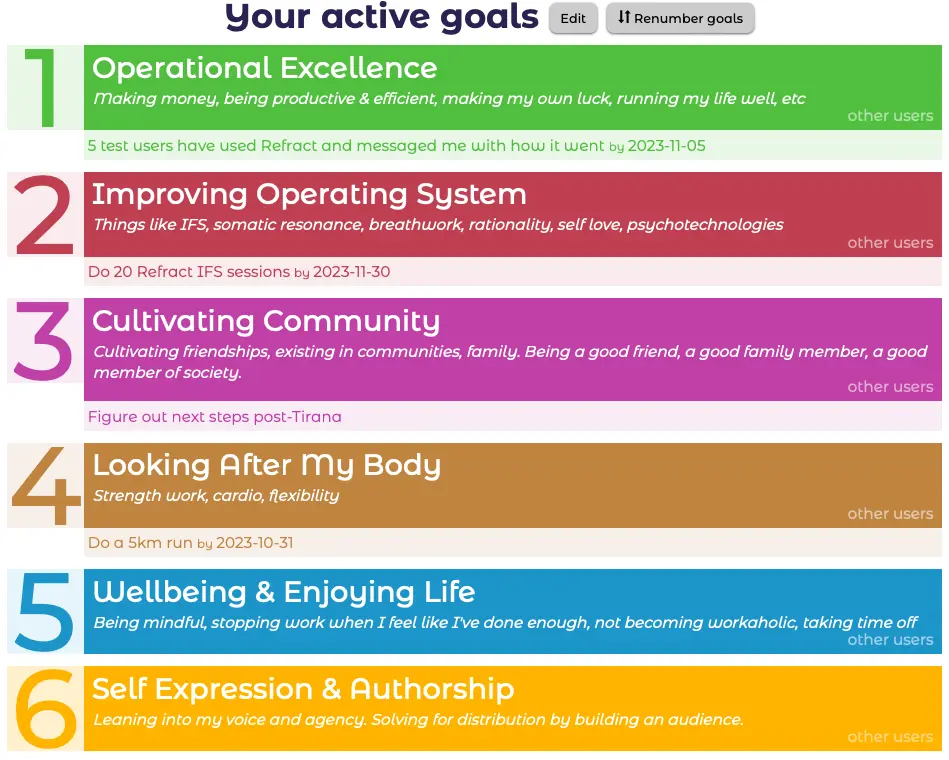 Your active goals Edit Renumber goals
1 Operational Excellence
Making money, being productive & efficient, making my own luck, running my life well, etc
other users
5 test users have used Refract and messaged me with how it went by 2023-11-05
2 Improving Operating System
Things like IFS, somatic resonance, breathwork, rationality, self love, psychotechnologies
other users
Do 20 Refract IFS sessions by 2023-11-30
3 Cultivating Community
Cultivating friendships, existing in communities, family. Being a good friend, a good family member, a good
member of society.
other users
Figure out next steps post-Tirana
4 Looking After My Body
Strength work, cardio, flexibility
other users
Do a 5km run by 2023-10-31
5 Wellbeing & Enjoying Life
Being mindful, stopping work when I feel like I've done enough, not becoming workaholic, taking time off
other users
6 Self Expression & Authorship
Leaning into my voice and agency. Solving for distribution by building an audience.
other users